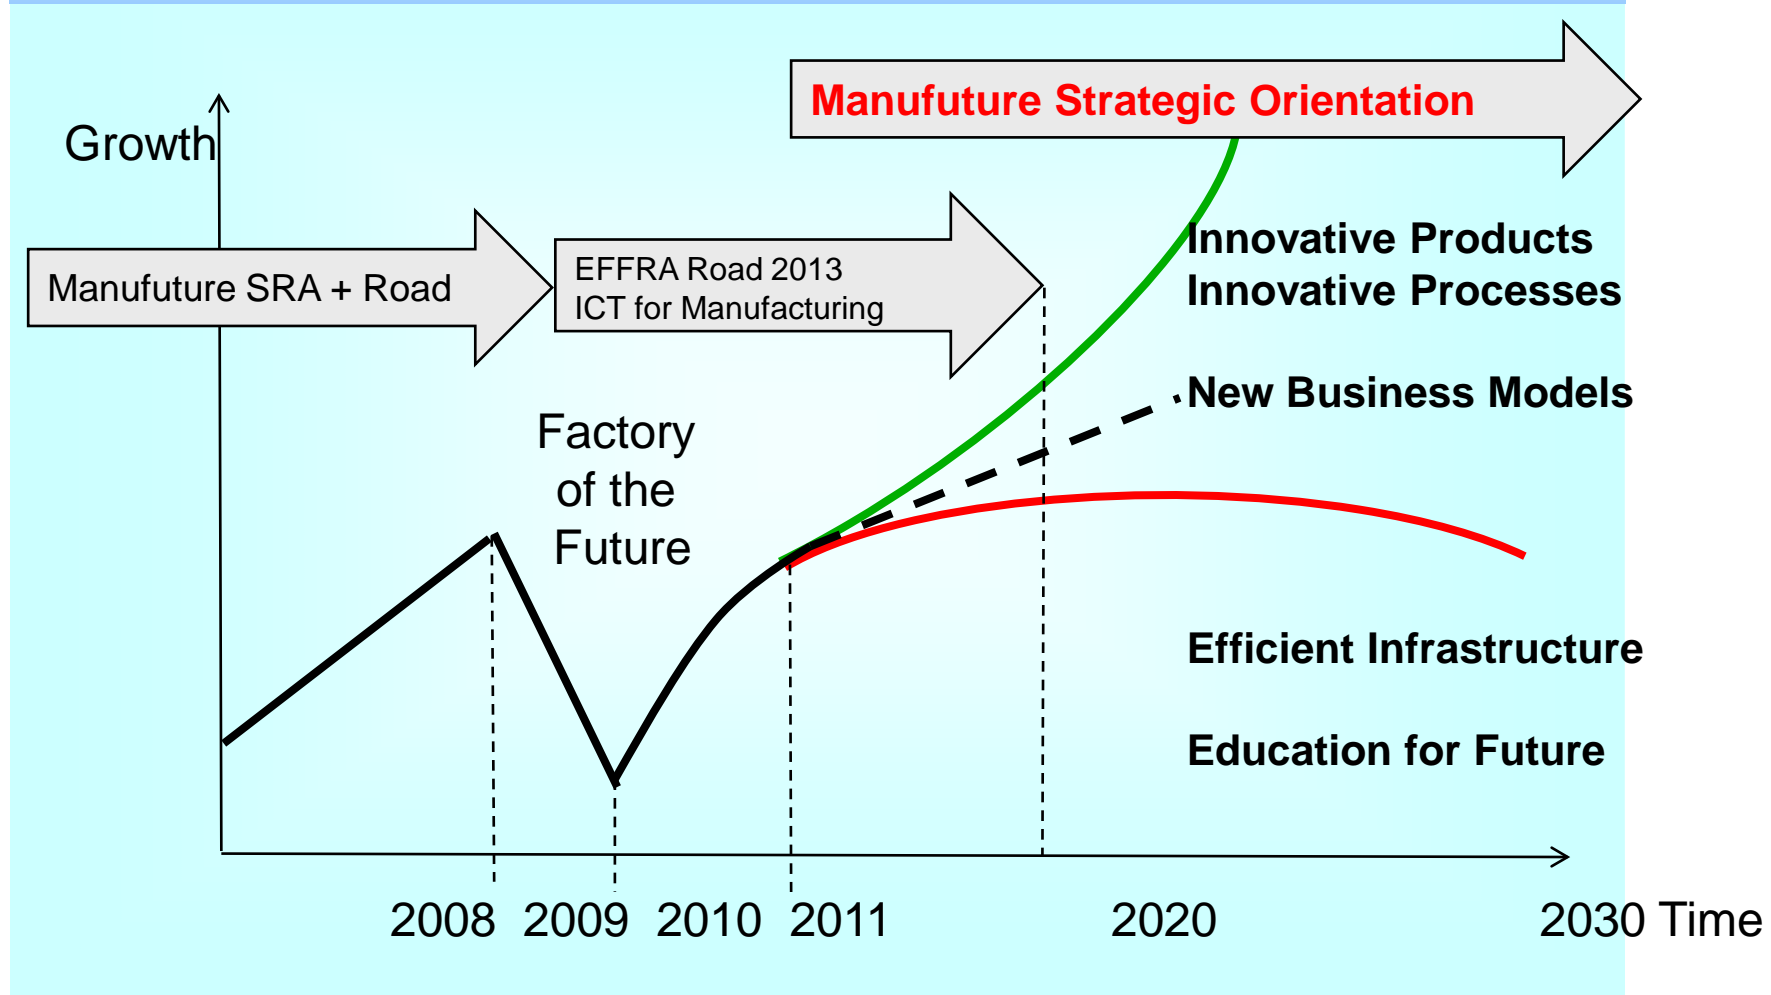 Manufuture Strategic Orientation
Growth
Manufuture SRA + Road
EFFRA Road 2013
ICT for Manufacturing
Innovative Products
Innovative Processes
New Business Models
Factory
of the
Future
Efficient Infrastructure
Education for Future
2008 2009 2010 2011 2020 2030 Time